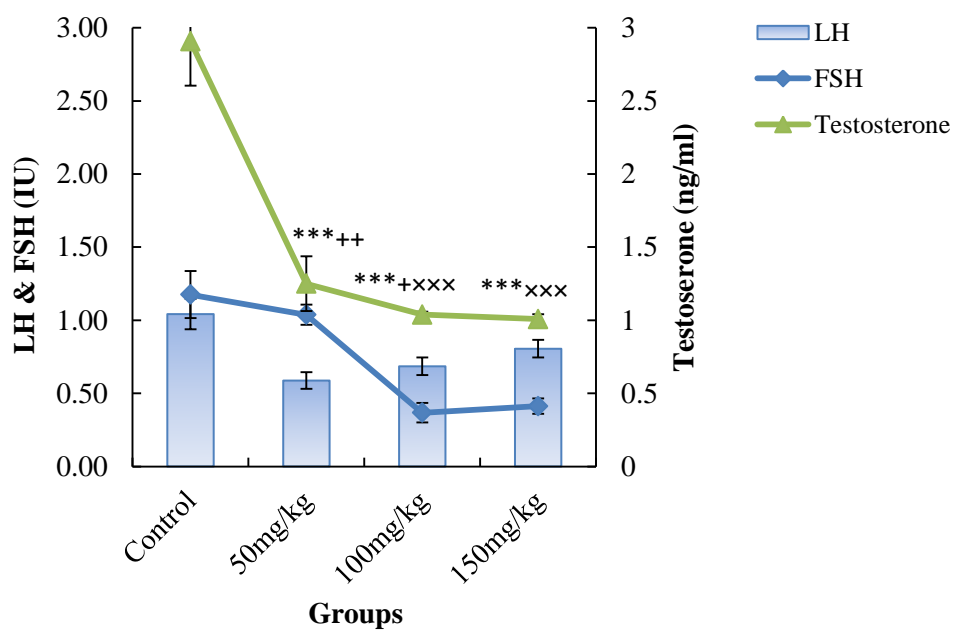 LH & FSH (IU)
3.00
2.50
2.00
1.50
1.00
0.50
0.00
***++
***+×××
***×××
3
2.5
2
1.5
1
0.5
0
Testoserone (ng/ml)
LH
FSH
Testosterone
Control
50mg/kg
100mg/kg
150mg/kg
Groups